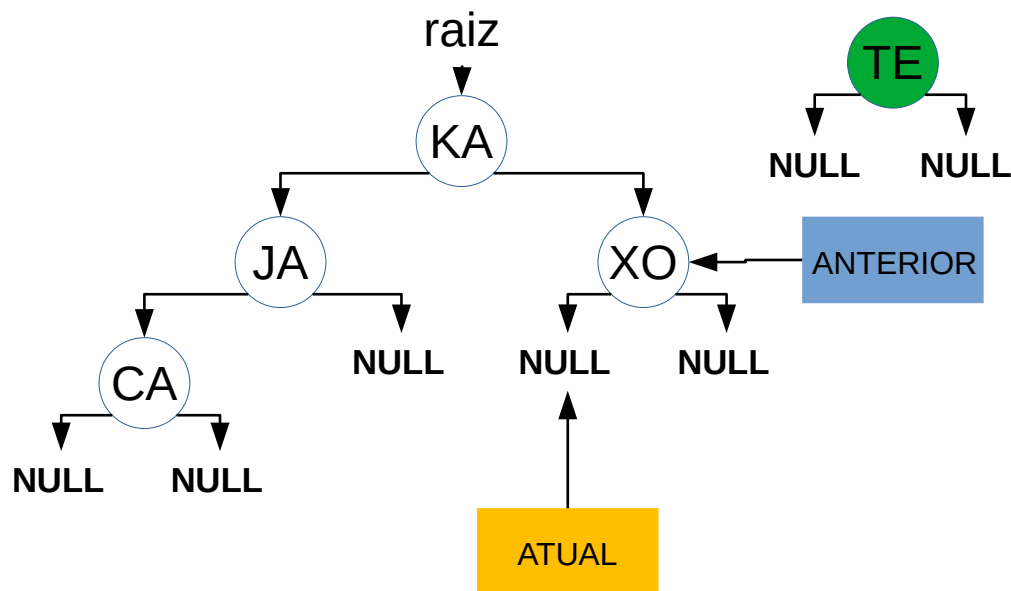 raiz
TE
KA
NULL NULL
JA
XO
ANTERIOR
NULL
NULL
NULL
CA
NULL NULL
ATUAL